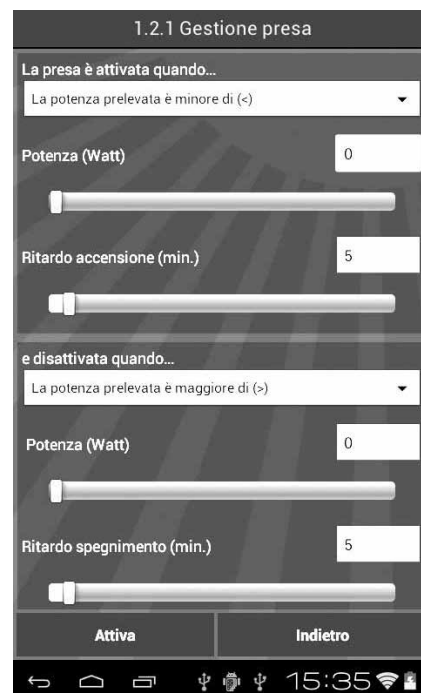 1.2.1 Gestione presa
La presa è attivata quando...
La potenza prelevata è minore di (<)
Potenza (Watt)
0
Ritardo accensione (min.)
5
e disattivata quando...
La potenza prelevata è maggiore di (>)
Potenza (Watt)
0
Ritardo spegnimento (min.)
5
Attiva
Indietro
15:35